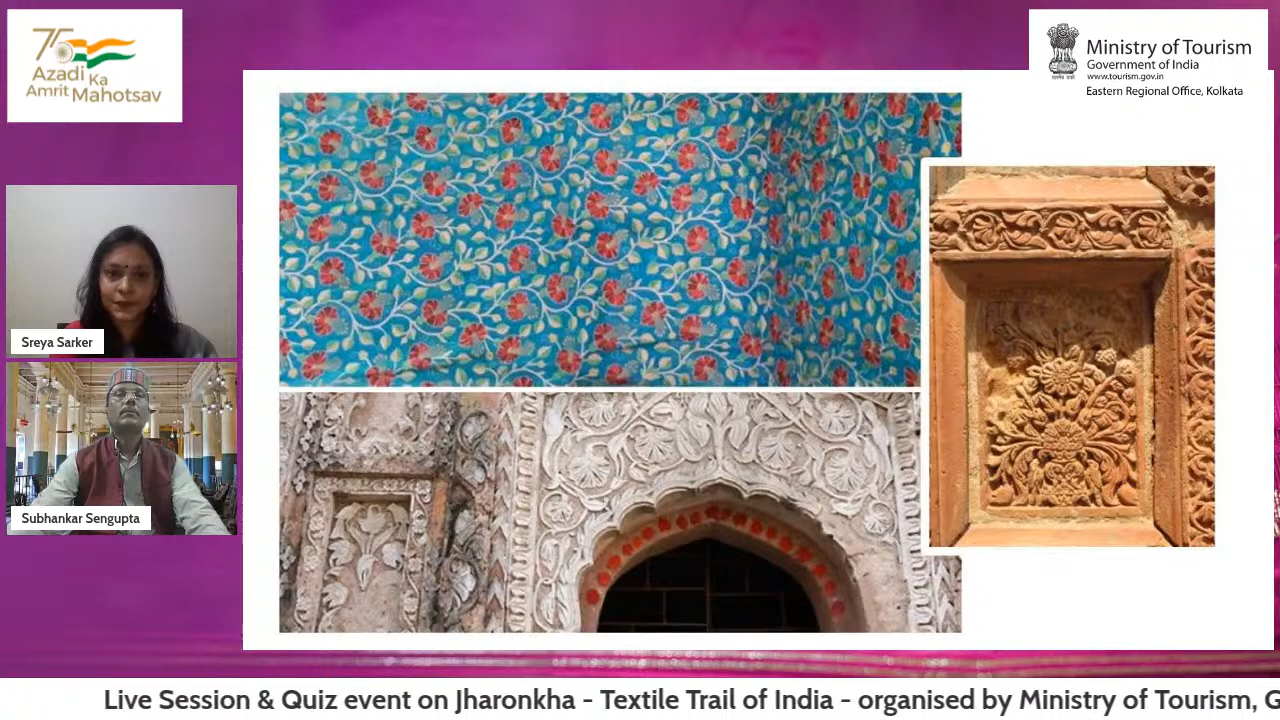 75
Azadi Ka
Amrit Mahotsav
Ministry of Tourism
Government of India
www.tourism.gov.in
Eastern Regional Office, Kolkata
Sreya Sarker
Subhankar Sengupta
Live Session & Quiz event on Jharonkha - Textile Trail of India - organised by Ministry of Tourism, G